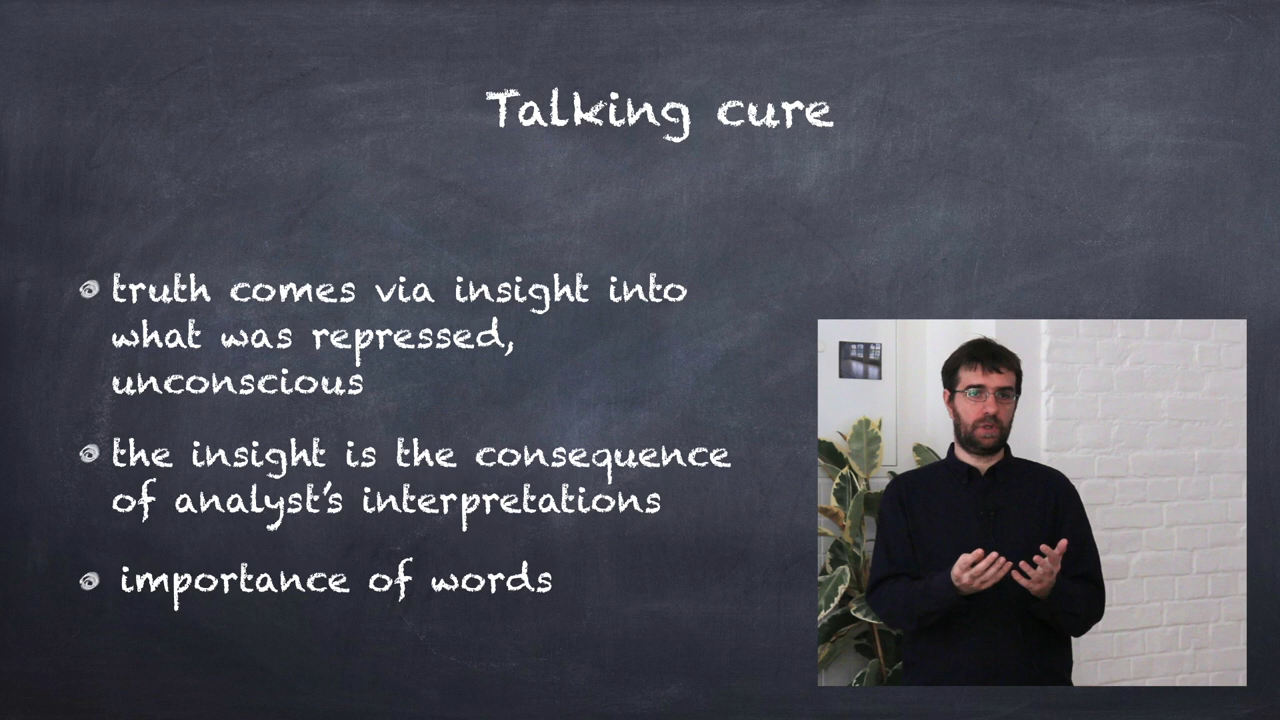 Talking cure
truth comes via insight into
what was repressed,
unconscious
the insight is the consequence
of analyst's interpretations
importance of words